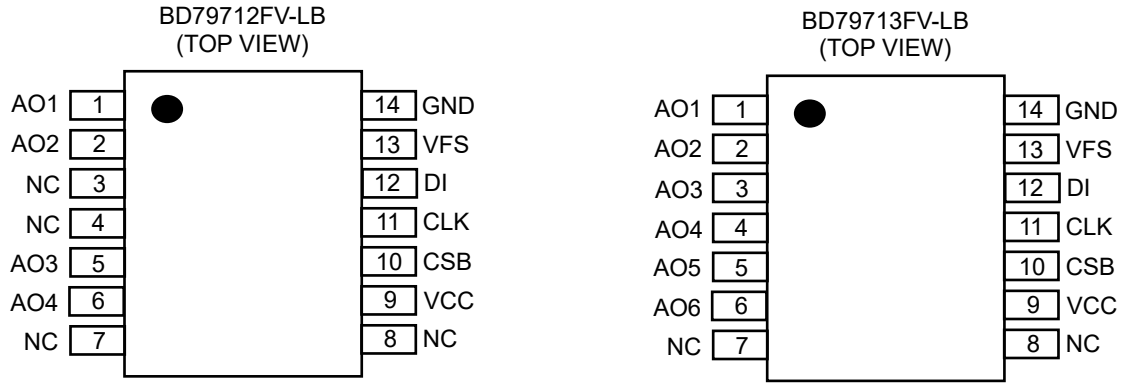 BD79712FV-LB
(TOP VIEW)
AO1 1 14 GND
AO2 2 13 VFS
NC 3 12 DI
NC 4 11 CLK
AO3 5 10 CSB
AO4 6 9 VCC
NC 7 8 NC
BD79713FV-LB
(TOP VIEW)
AO1 1 14 GND
AO2 2 13 VFS
AO3 3 12 DI
AO4 4 11 CLK
AO5 5 10 CSB
AO6 6 9 VCC
NC 7 8 NC